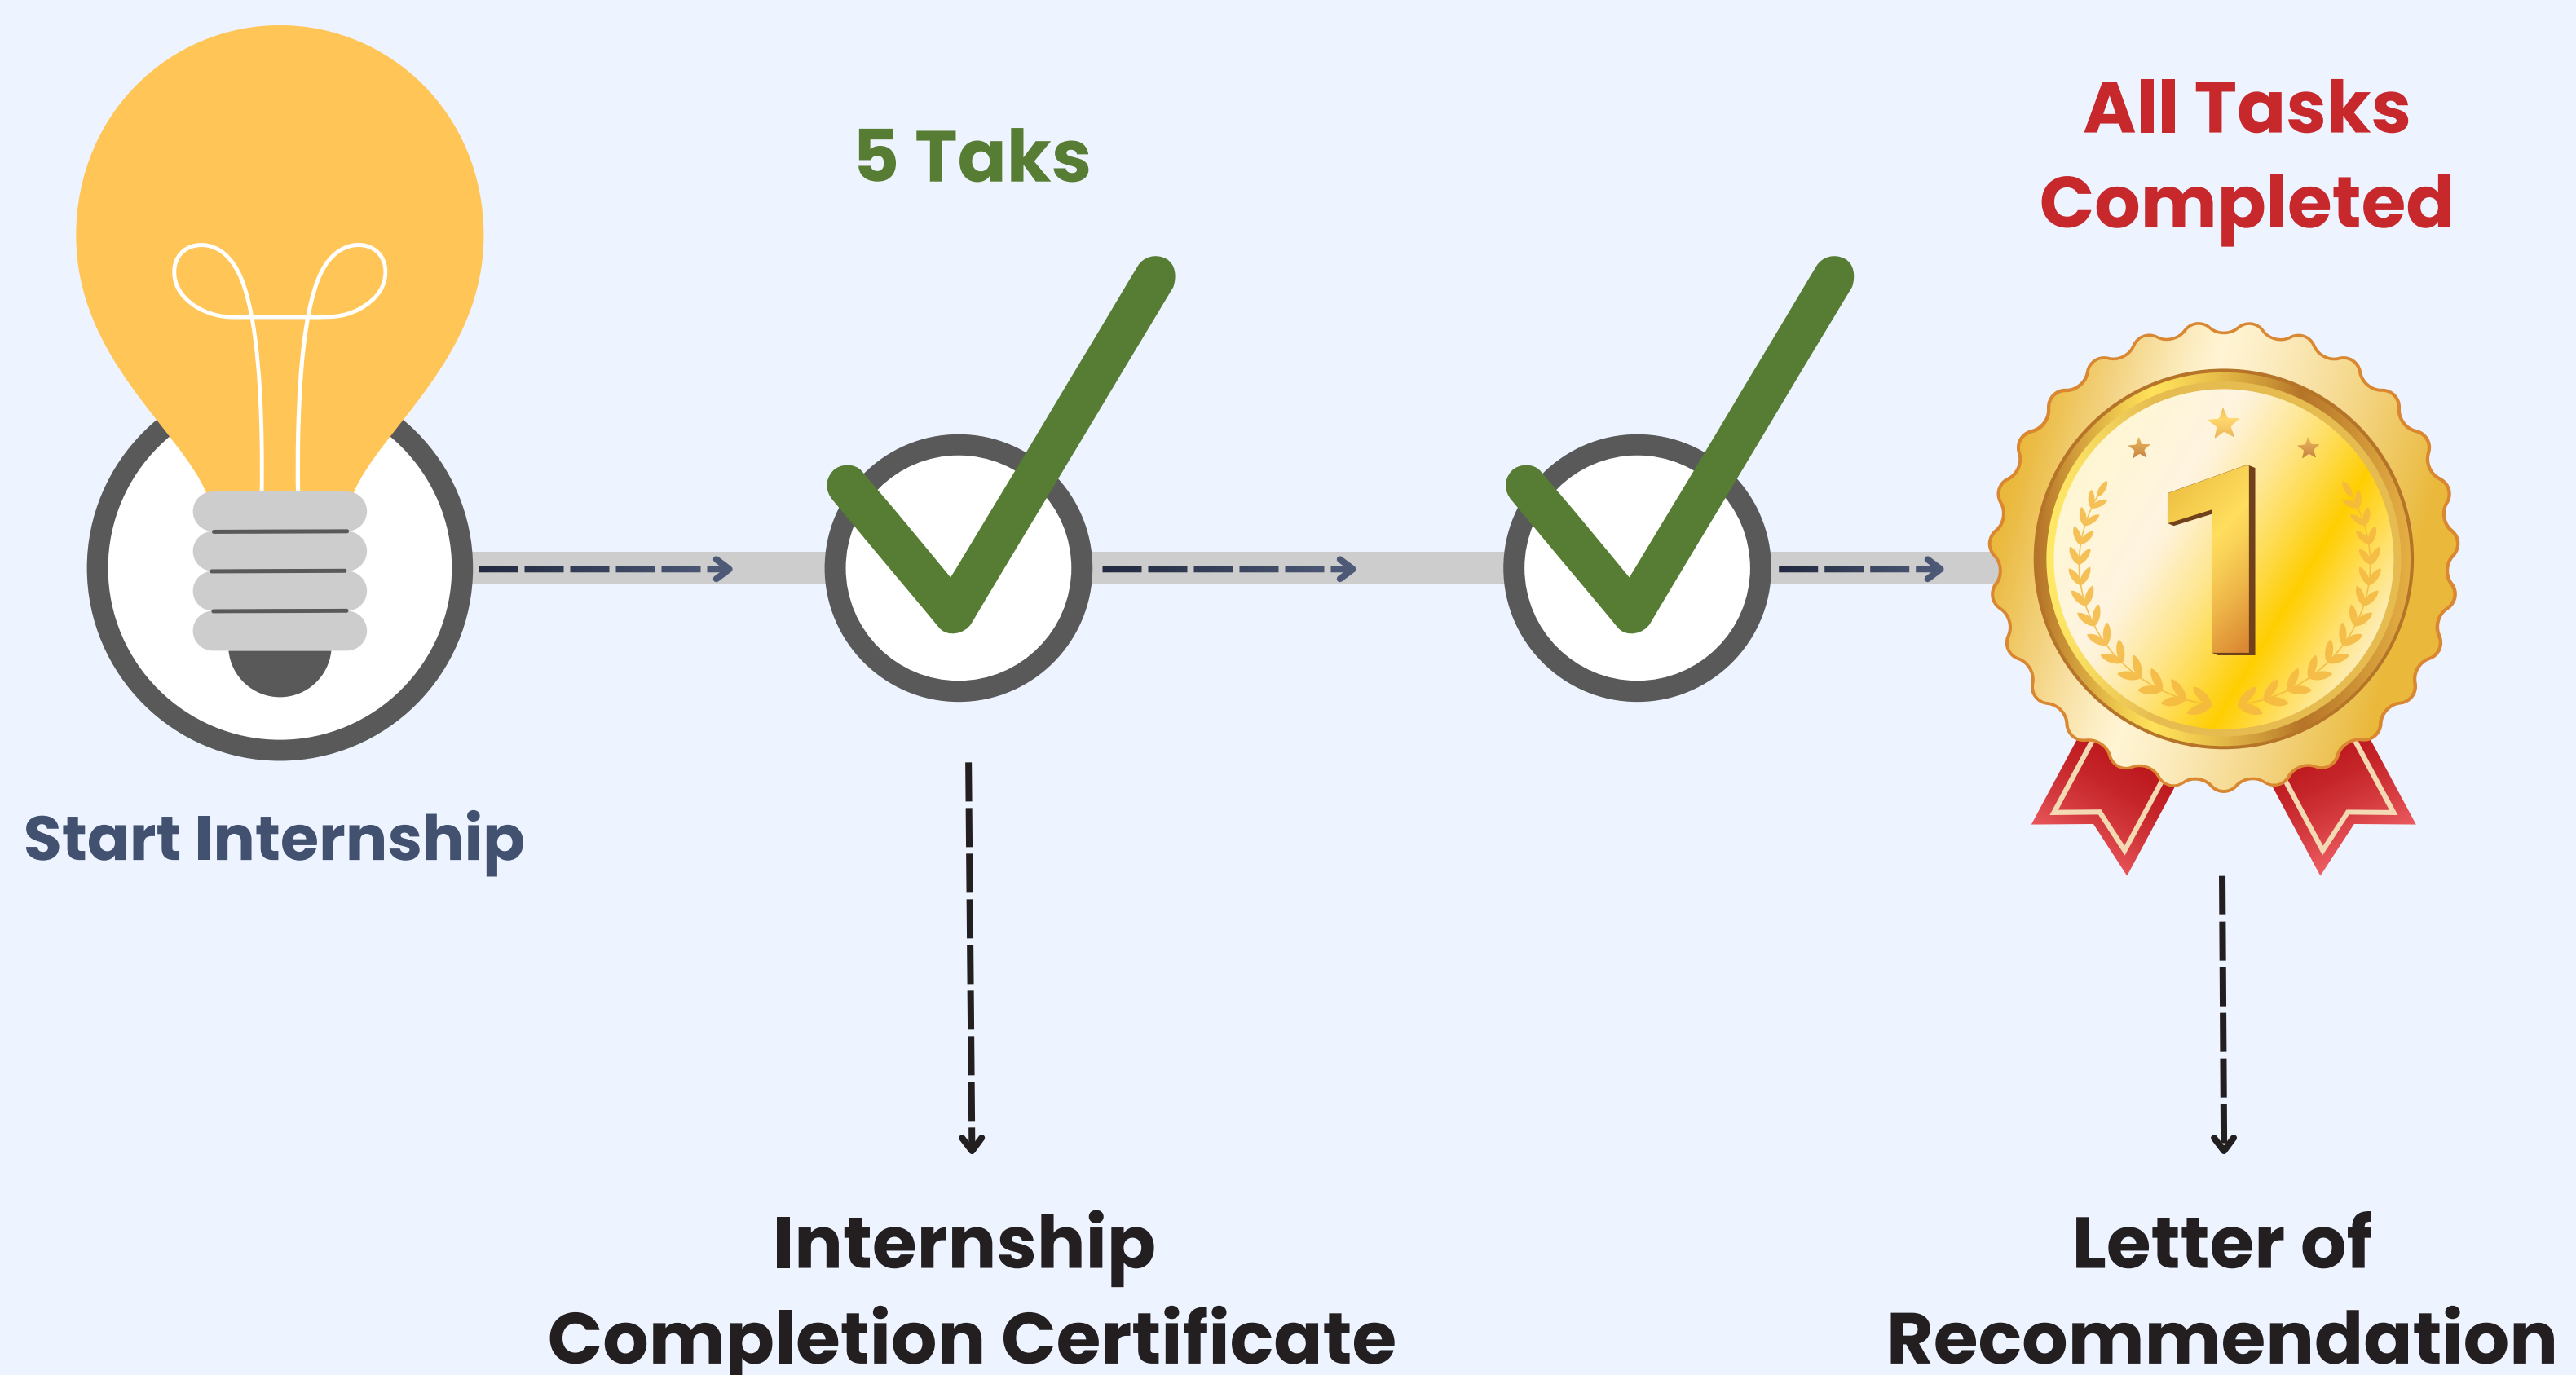 5 Taks
All Tasks
Completed
1
Start Internship
Internship
Completion Certificate
Letter of
Recommendation